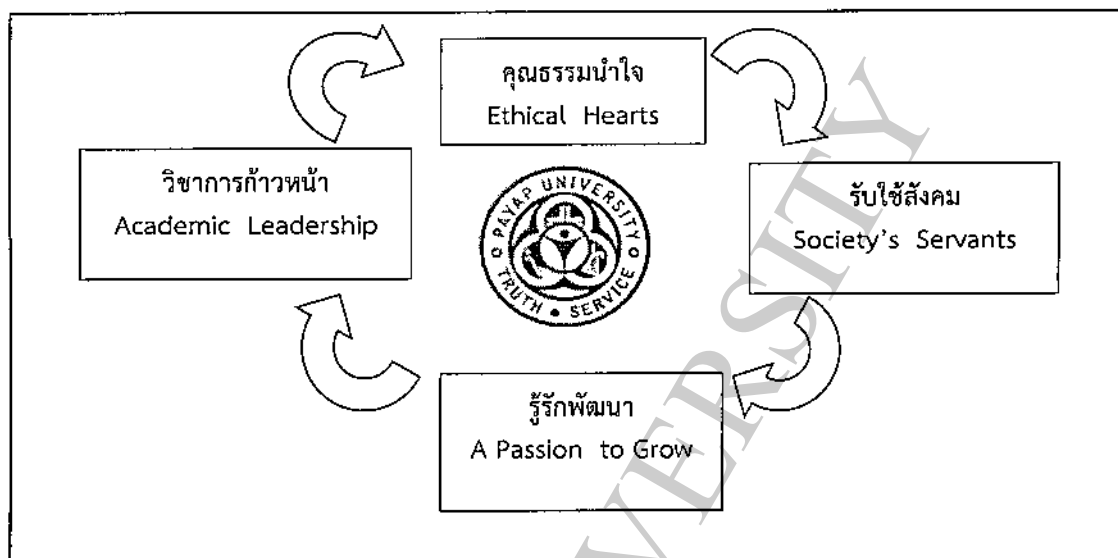 คุณธรรมนำใจ
Ethical Hearts
วิชาการก้าวหน้า
Academic Leadership
รับใช้สังคม
Society's Servants
PAYAP UNIVERSITY
TRUTH • SERVICE
รู้รักพัฒนา
A Passion to Grow
VERSITY